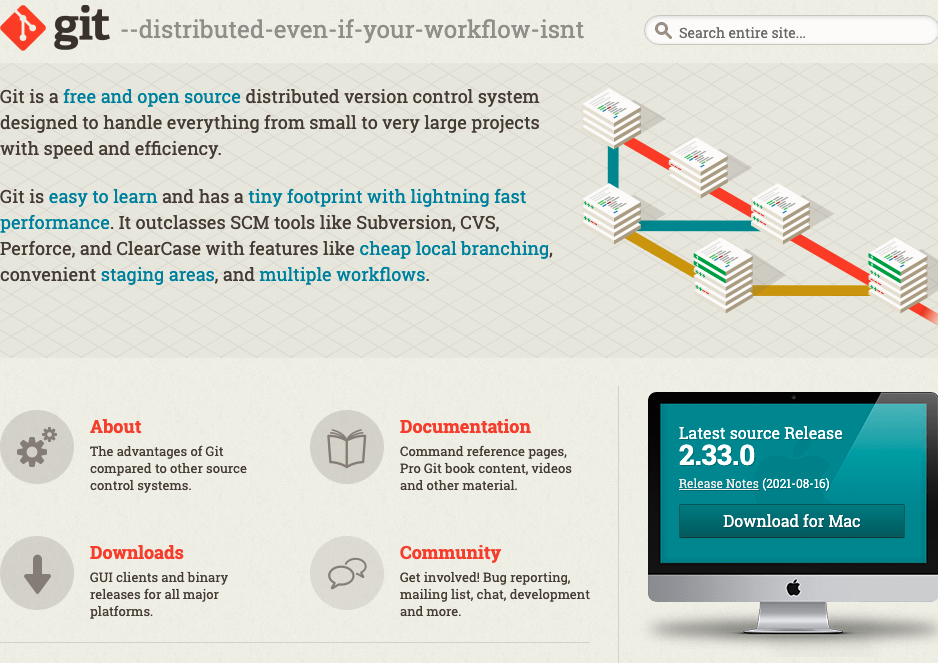 git --distributed-even-if-your-workflow-isnt
Search entire site...
Git is a free and open source distributed version control system
designed to handle everything from small to very large projects
with speed and efficiency.
Git is easy to learn and has a tiny footprint with lightning fast
performance. It outclasses SCM tools like Subversion, CVS,
Perforce, and ClearCase with features like cheap local branching,
convenient staging areas, and multiple workflows.
About
The advantages of Git
compared to other source
control systems.
Documentation
Command reference pages,
Pro Git book content, videos
and other material.
Downloads
GUI clients and binary
releases for all major
platforms.
Community
Get involved! Bug reporting,
mailing list, chat, development
and more.
Latest source Release
2.33.0
Release Notes (2021-08-16)
Download for Mac